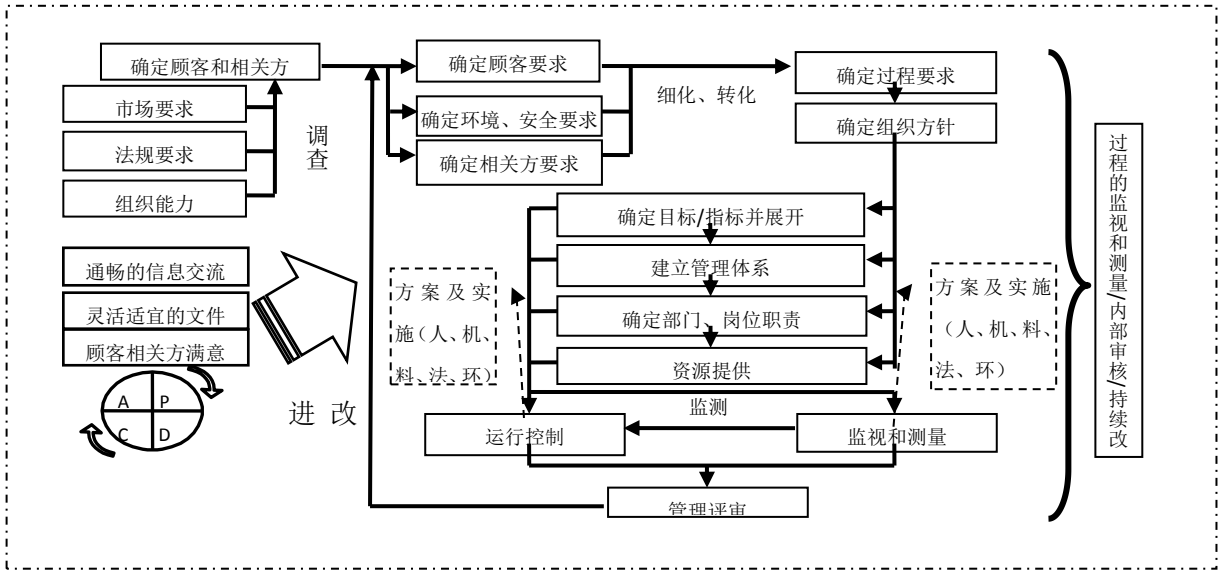 确定顾客和相关方
市场要求
法规要求
组织能力
调查
确定顾客要求
确定环境、安全要求
确定相关方要求
细化、转化
确定过程要求
确定组织方针
确定目标/指标并展开
建立管理体系
确定部门、岗位职责
资源提供
方案及实
施(人、机、
料、法、环)
方案及实施
(人、机、料、
法、环)
通畅的信息交流
灵活适宜的文件
顾客相关方满意
A P
C D
进 改
监测
运行控制
监视和测量
管理评审
过程的监视和测量/内部审核/持续改